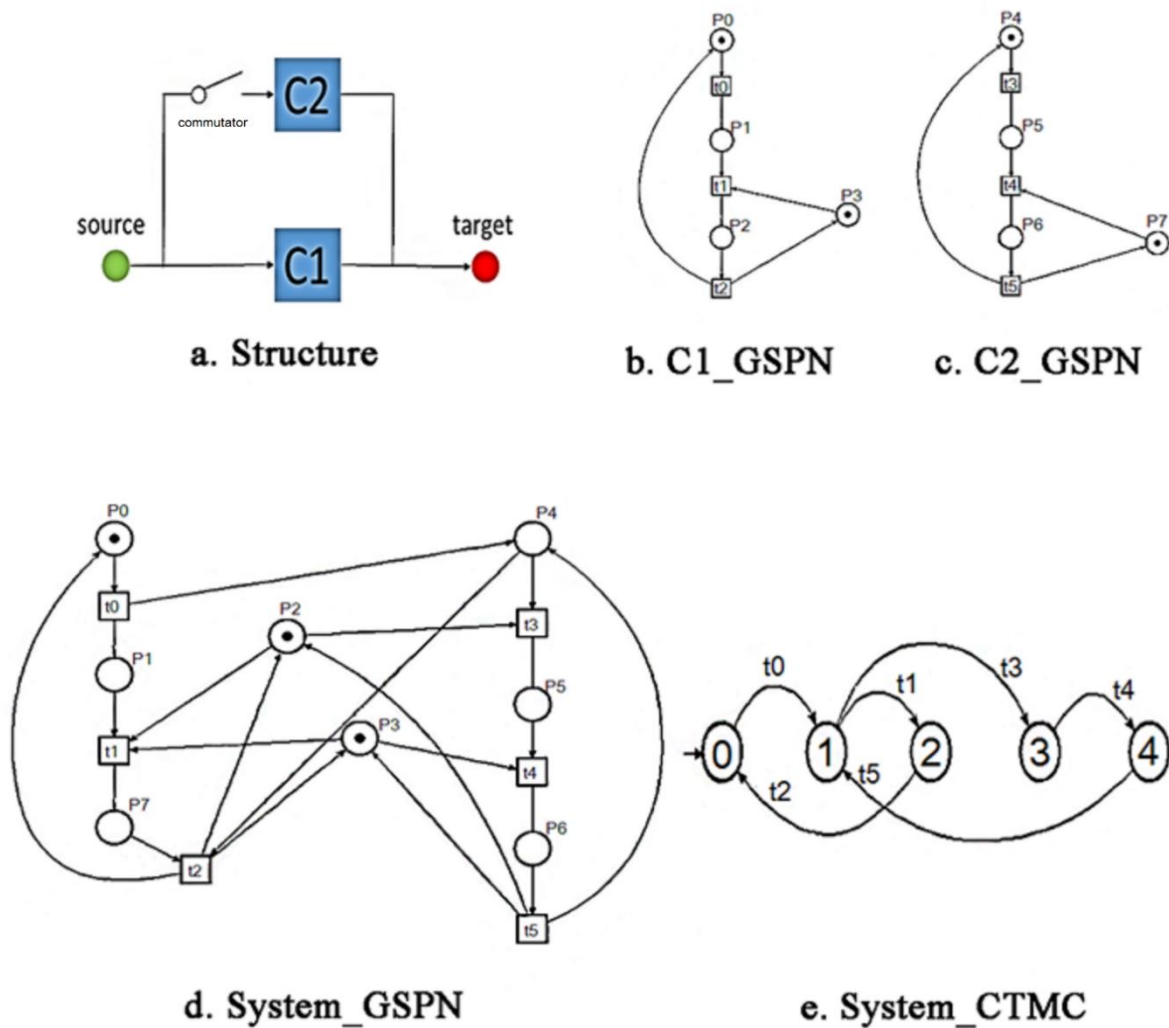 C2
commutator
source
C1
target
a. Structure
P0
t0
P1
t1
P3
P2
t2
b. C1_GSPN
P4
t3
P5
t4
P7
P6
t5
c. C2_GSPN
P0
P4
t0
P2
t3
P1
P5
P3
t1
t4
P7
P6
t2
t5
d. System_GSPN
t0
t1
t3
t4
0
1
2
3
4
t2
t5
e. System_CTMC